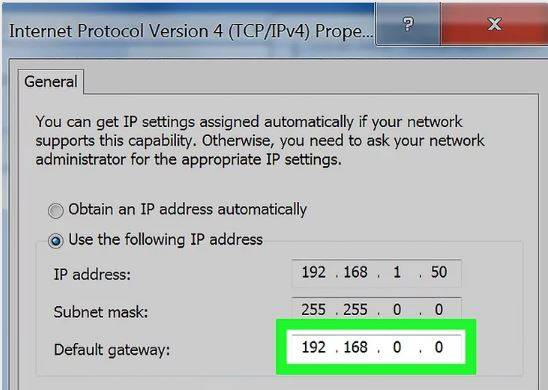 Internet Protocol Version 4 (TCP/IPv4) Prope...
?
X
General
You can get IP settings assigned automatically if your network
supports this capability. Otherwise, you need to ask your network
administrator for the appropriate IP settings.
Obtain an IP address automatically
Use the following IP address
IP address: 192 . 168 . 1 . 50
Subnet mask: 255 . 255 . 0 . 0
Default gateway: 192 . 168 . 0 . 0